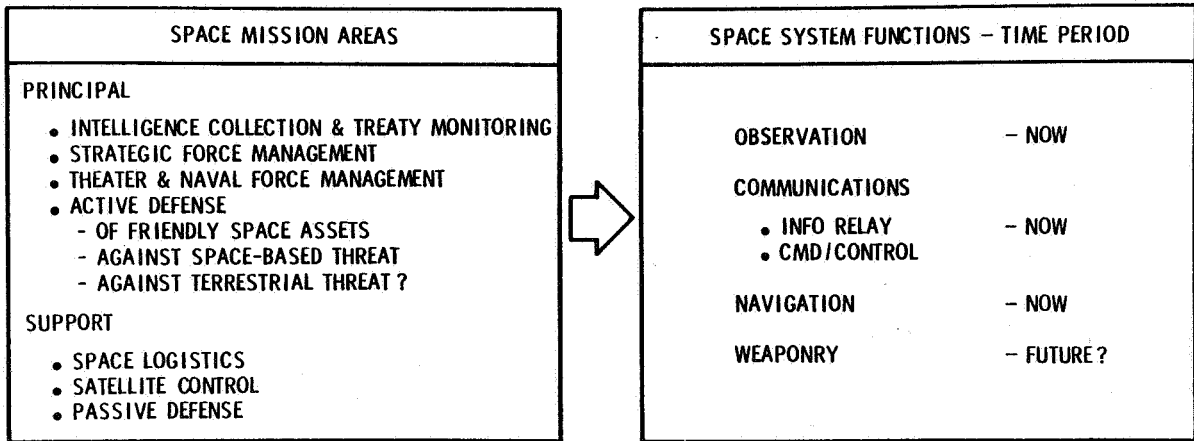 SPACE MISSION AREAS
PRINCIPAL
• INTELLIGENCE COLLECTION & TREATY MONITORING
• STRATEGIC FORCE MANAGEMENT
• THEATER & NAVAL FORCE MANAGEMENT
• ACTIVE DEFENSE
- OF FRIENDLY SPACE ASSETS
- AGAINST SPACE-BASED THREAT
- AGAINST TERRESTRIAL THREAT ?
SUPPORT
• SPACE LOGISTICS
• SATELLITE CONTROL
• PASSIVE DEFENSE
SPACE SYSTEM FUNCTIONS – TIME PERIOD
OBSERVATION – NOW
COMMUNICATIONS
• INFO RELAY – NOW
• CMD/CONTROL
NAVIGATION – NOW
WEAPONRY – FUTURE ?